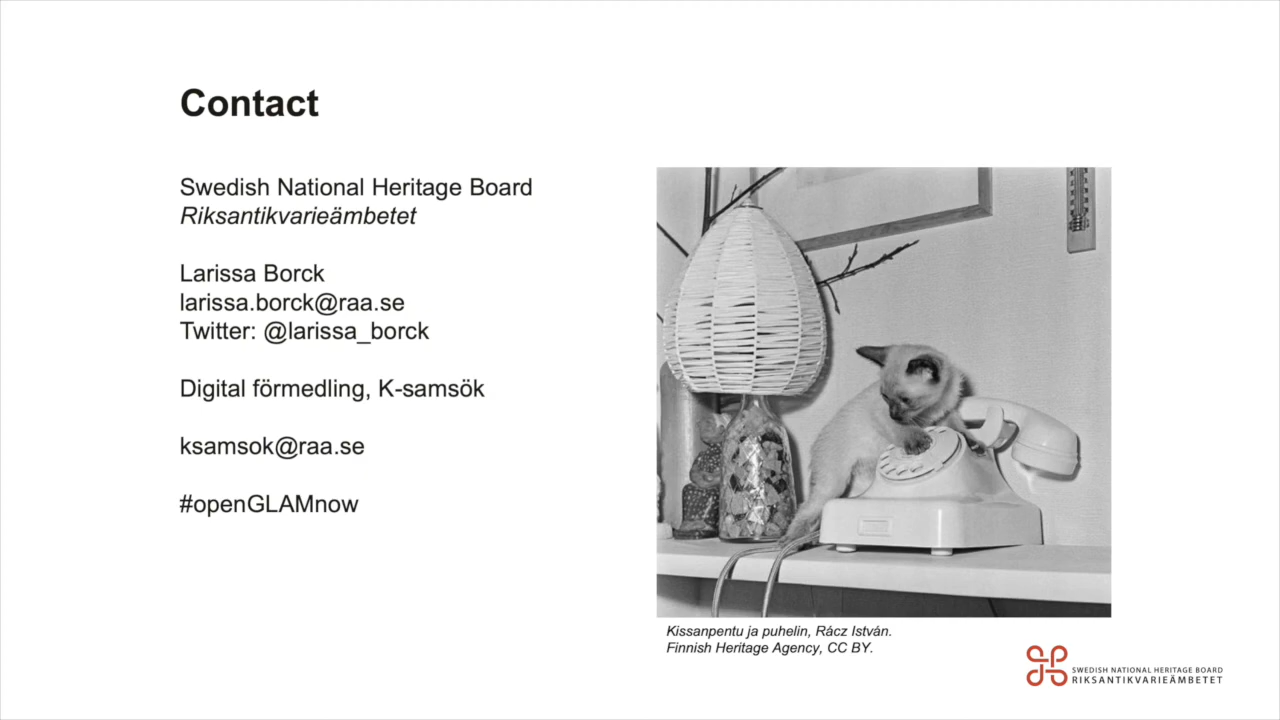 Contact
Swedish National Heritage Board
Riksantikvarieämbetet
Larissa Borck
larissa.borck@raa.se
Twitter: @larissa_borck
Digital förmedling, K-samsök
ksamsok@raa.se
#openGLAMnow
Kissanpentu ja puhelin, Rácz István.
Finnish Heritage Agency, CC BY.
SWEDISH NATIONAL HERITAGE BOARD
RIKSANTIKVARIEÄMBETET